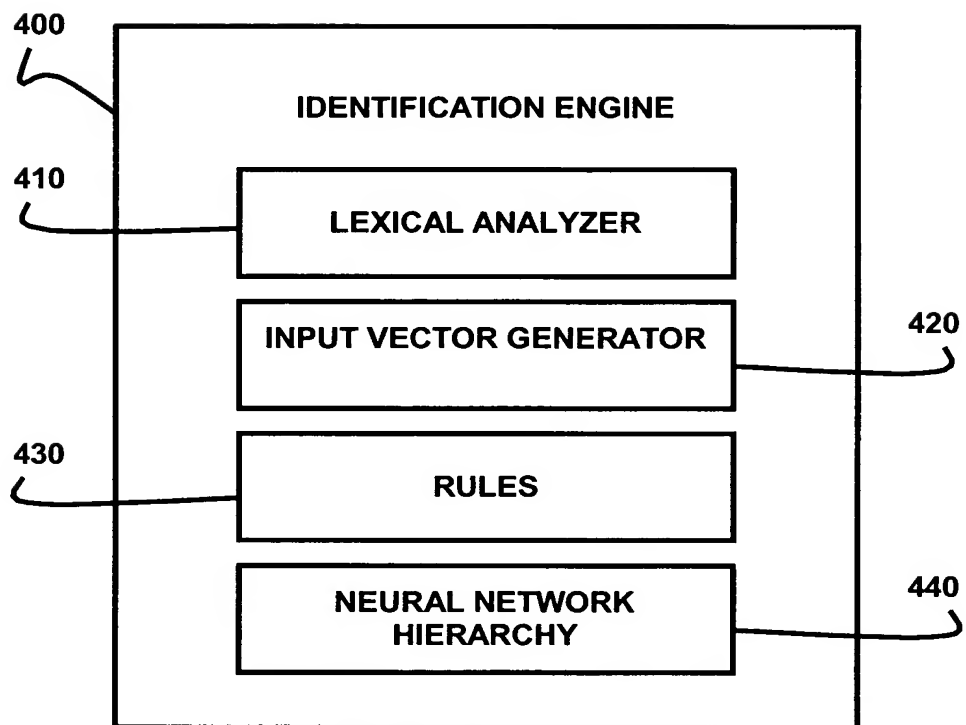 400
IDENTIFICATION ENGINE
410
LEXICAL ANALYZER
INPUT VECTOR GENERATOR
420
430
RULES
NEURAL NETWORK
HIERARCHY
440